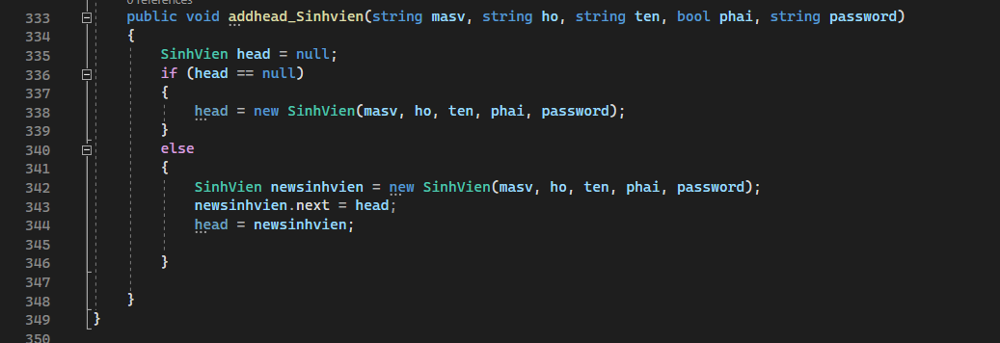 0 references
333 public void addhead_Sinhvien(string masv, string ho, string ten, bool phai, string password)
334 {
335 SinhVien head = null;
336 if (head == null)
337 {
338 head = new SinhVien(masv, ho, ten, phai, password);
339 }
340 else
341 {
342 SinhVien newsinhvien = new SinhVien(masv, ho, ten, phai, password);
343 newsinhvien.next = head;
344 head = newsinhvien;
345
346 }
347
348 }
349 }
350